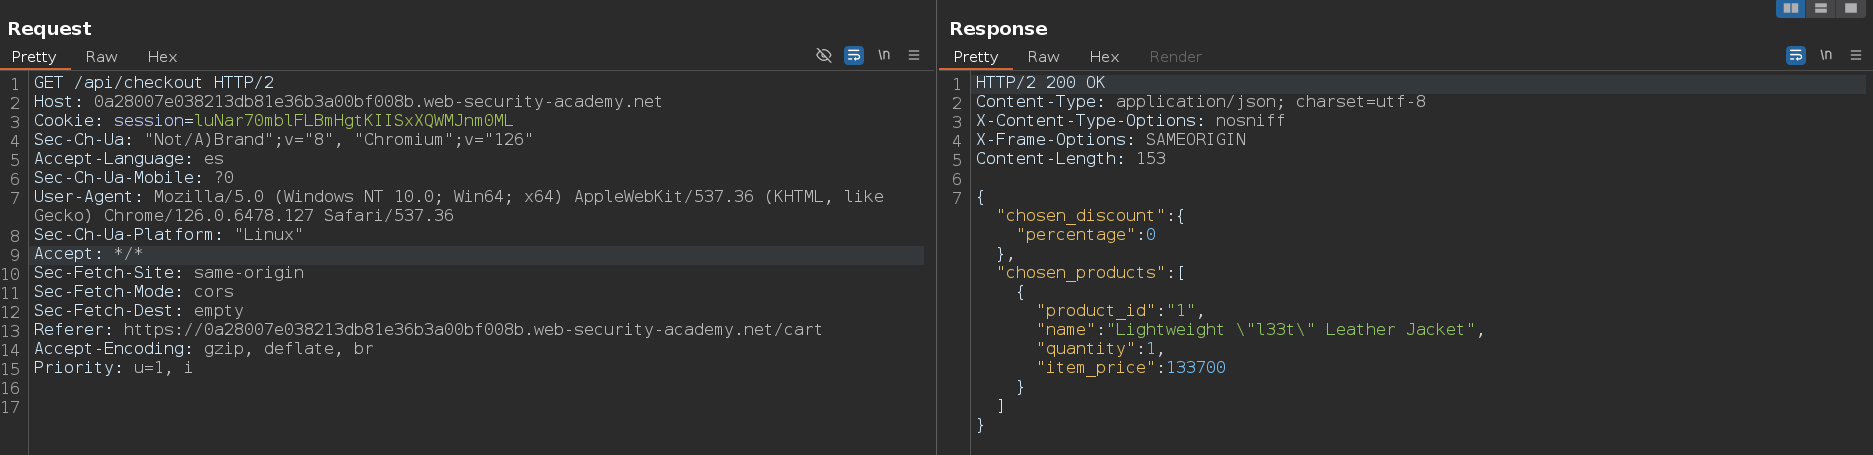 Request
Pretty Raw Hex \n
1 GET /api/checkout HTTP/2
2 Host: 0a28007e038213db81e36b3a00bf008b.web-security-academy.net
3 Cookie: session=luNar70mblFLBmHgtKIISxXQWMJnm0ML
4 Sec-Ch-Ua: "Not/A)Brand";v="8", "Chromium";v="126"
5 Accept-Language: es
6 Sec-Ch-Ua-Mobile: ?0
7 User-Agent: Mozilla/5.0 (Windows NT 10.0; Win64; x64) AppleWebKit/537.36 (KHTML, like
Gecko) Chrome/126.0.6478.127 Safari/537.36
8 Sec-Ch-Ua-Platform: "Linux"
9 Accept: */*
10 Sec-Fetch-Site: same-origin
11 Sec-Fetch-Mode: cors
12 Sec-Fetch-Dest: empty
13 Referer: https://0a28007e038213db81e36b3a00bf008b.web-security-academy.net/cart
14 Accept-Encoding: gzip, deflate, br
15 Priority: u=1, i
16
17
Response
Pretty Raw Hex Render \n
1 HTTP/2 200 OK
2 Content-Type: application/json; charset=utf-8
3 X-Content-Type-Options: nosniff
4 X-Frame-Options: SAMEORIGIN
5 Content-Length: 153
6
7 {
"chosen_discount":{
"percentage":0
},
"chosen_products":[
{
"product_id":"1",
"name":"Lightweight \"l33t\" Leather Jacket",
"quantity":1,
"item_price":133700
}
]
}